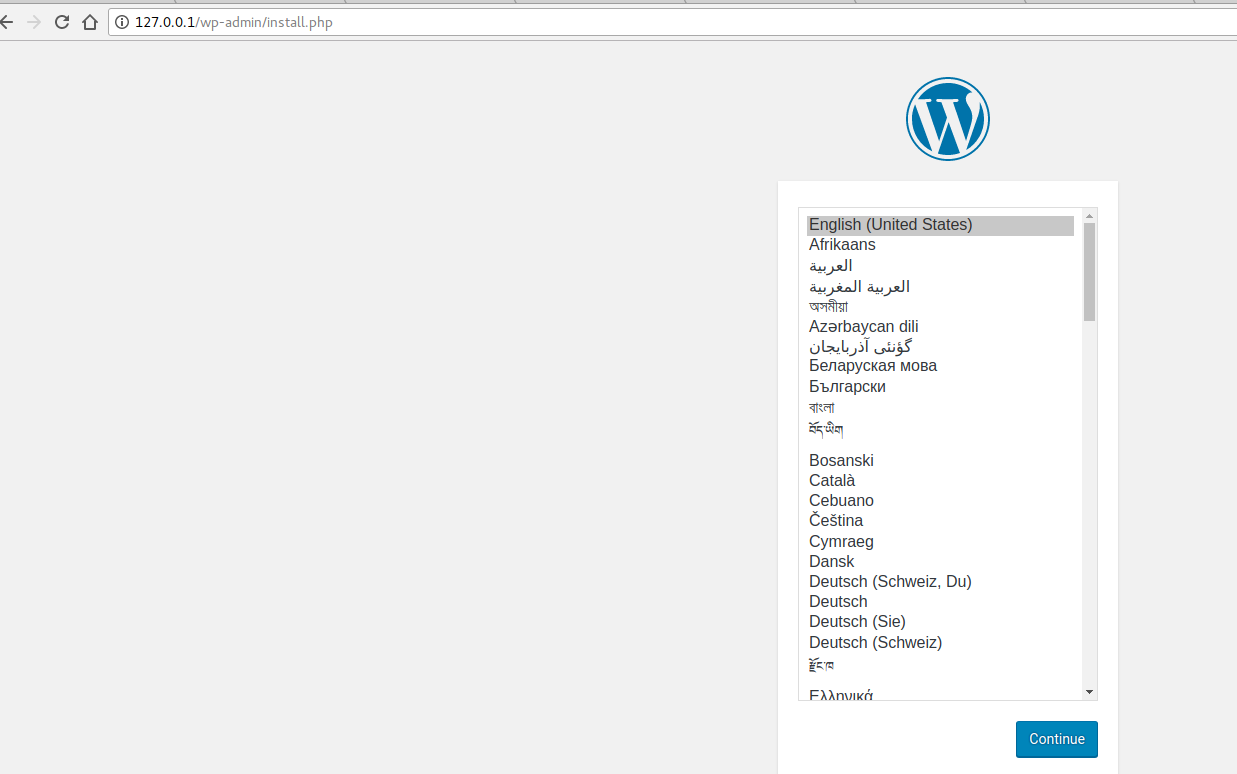 127.0.0.1/wp-admin/install.php
English (United States)
Afrikaans
العربية
العربية المغربية
অসমীয়া
Azərbaycan dili
گؤنئی آذربایجان
Беларуская мова
Български
বাংলা
བོད་ཡིག
Bosanski
Català
Cebuano
Čeština
Cymraeg
Dansk
Deutsch (Schweiz, Du)
Deutsch
Deutsch (Sie)
Deutsch (Schweiz)
རྫོང་ཁ
Ελληνικά
Continue